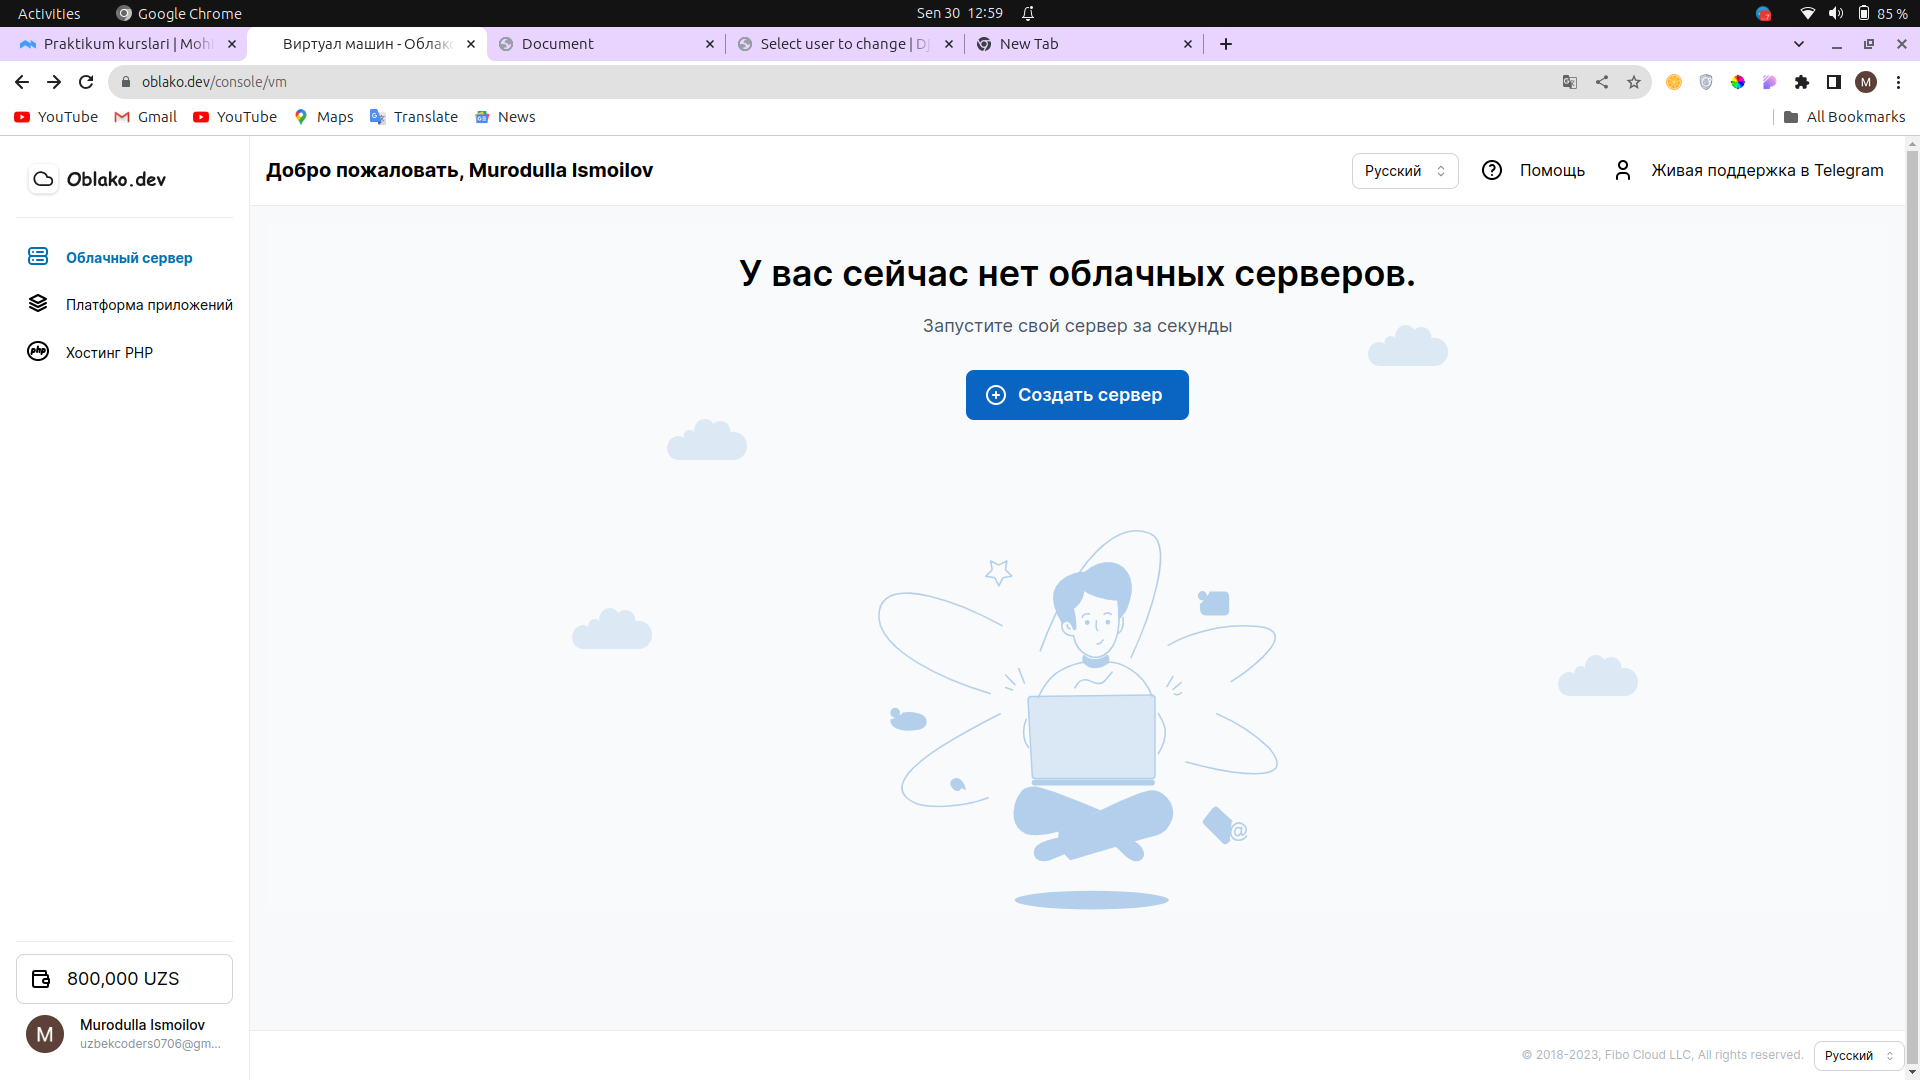 Activities
Google Chrome
Sen 30 12:59
85 %
Praktikum kurslari | Moh
Виртуал машин - Облак
Document
Select user to change | D
New Tab
oblako.dev/console/vm
M
YouTube
Gmail
YouTube
Maps
Translate
News
All Bookmarks
Oblako.dev
Добро пожаловать, Murodulla Ismoilov
Русский
Помощь
Живая поддержка в Telegram
Облачный сервер
Платформа приложений
php
Хостинг PHP
У вас сейчас нет облачных серверов.
Запустите свой сервер за секунды
Создать сервер
@
800,000 UZS
M
Murodulla Ismoilov
uzbekcoders0706@gm...
© 2018-2023, Fibo Cloud LLC, All rights reserved.
Русский